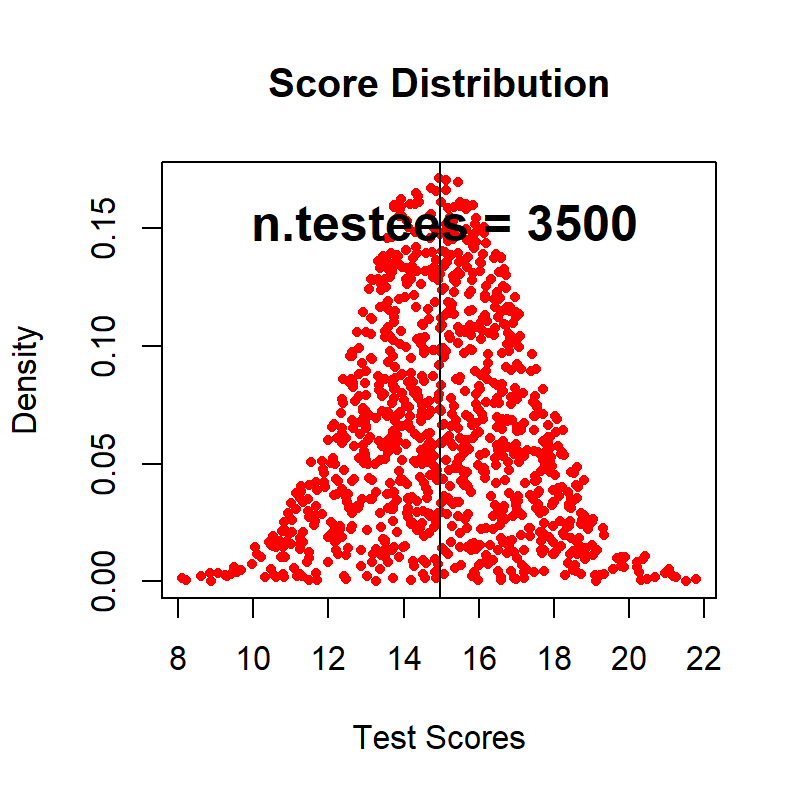 Score Distribution
n.testees = 3500
Density
0.15
0.10
0.05
0.00
8 10 12 14 16 18 20 22
Test Scores